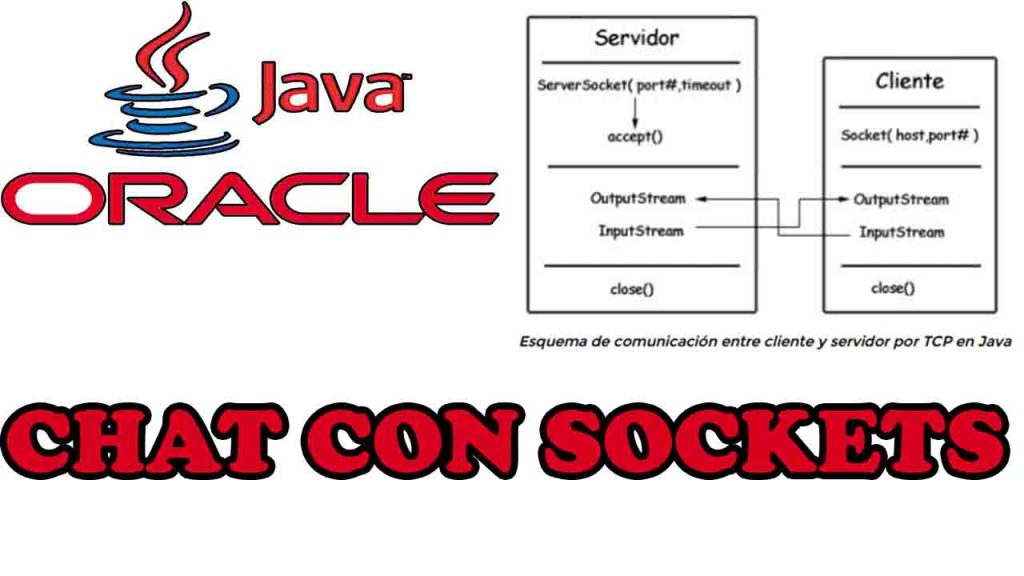 Java
ORACLE
Servidor
ServerSocket( port#,timeout )
accept()
OutputStream
InputStream
close()
Cliente
Socket( host,port# )
OutputStream
InputStream
close()
Esquema de comunicación entre cliente y servidor por TCP en Java
CHAT CON SOCKETS